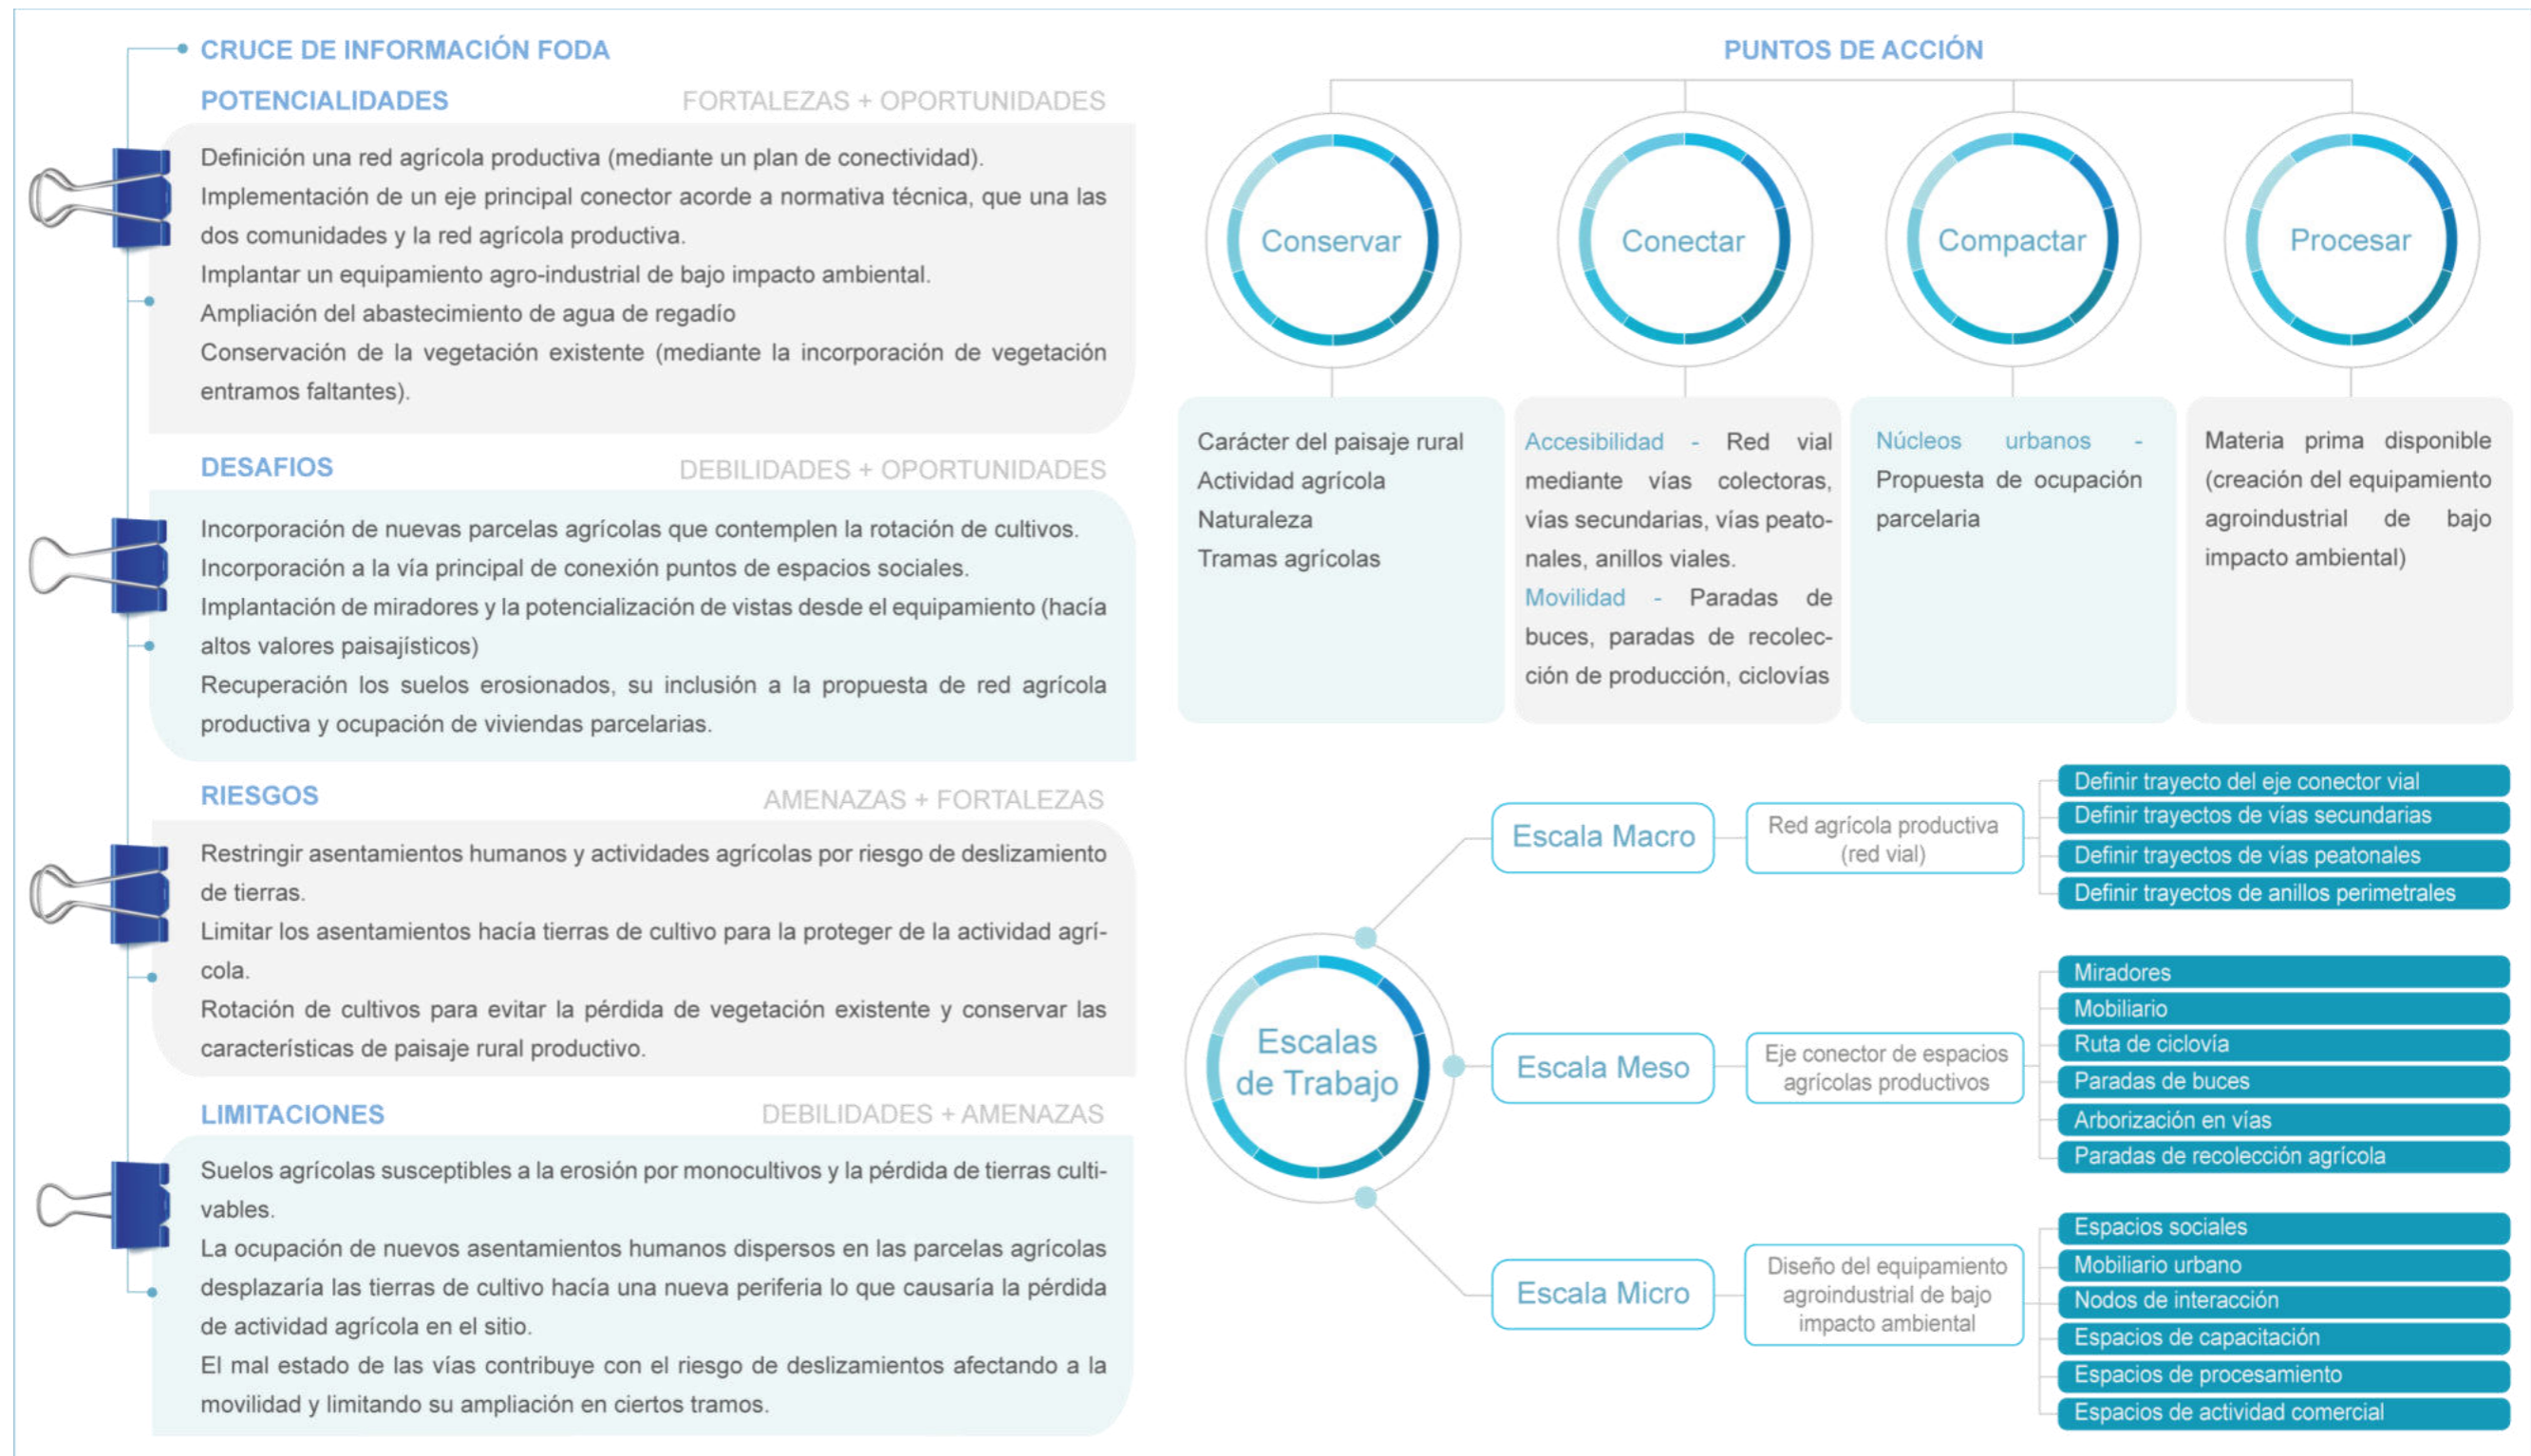 CRUCE DE INFORMACIÓN FODA
POTENCIALIDADES
FORTALEZAS + OPORTUNIDADES
Definición una red agrícola productiva (mediante un plan de conectividad).
Implementación de un eje principal conector acorde a normativa técnica, que una las
dos comunidades y la red agrícola productiva.
Implantar un equipamiento agro-industrial de bajo impacto ambiental.
Ampliación del abastecimiento de agua de regadío
Conservación de la vegetación existente (mediante la incorporación de vegetación
entramos faltantes).
DESAFIOS
DEBILIDADES + OPORTUNIDADES
Incorporación de nuevas parcelas agrícolas que contemplen la rotación de cultivos.
Incorporación a la vía principal de conexión puntos de espacios sociales.
Implantación de miradores y la potencialización de vistas desde el equipamiento (hacía
altos valores paisajísticos)
Recuperación los suelos erosionados, su inclusión a la propuesta de red agrícola
productiva y ocupación de viviendas parcelarias.
RIESGOS
AMENAZAS + FORTALEZAS
Restringir asentamientos humanos y actividades agrícolas por riesgo de deslizamiento
de tierras.
Limitar los asentamientos hacía tierras de cultivo para la proteger de la actividad agrí-
cola.
Rotación de cultivos para evitar la pérdida de vegetación existente y conservar las
características de paisaje rural productivo.
LIMITACIONES
DEBILIDADES + AMENAZAS
Suelos agrícolas susceptibles a la erosión por monocultivos y la pérdida de tierras culti-
vables.
La ocupación de nuevos asentamientos humanos dispersos en las parcelas agrícolas
desplazaría las tierras de cultivo hacía una nueva periferia lo que causaría la pérdida
de actividad agrícola en el sitio.
El mal estado de las vías contribuye con el riesgo de deslizamientos afectando a la
movilidad y limitando su ampliación en ciertos tramos.
PUNTOS DE ACCIÓN
Conservar
Carácter del paisaje rural
Actividad agrícola
Naturaleza
Tramas agrícolas
Conectar
Accesibilidad - Red vial
mediante vías colectoras,
vías secundarias, vías peato-
nales, anillos viales.
Movilidad - Paradas de
buces, paradas de recolec-
ción de producción, ciclovías
Compactar
Núcleos urbanos -
Propuesta de ocupación
parcelaria
Procesar
Materia prima disponible
(creación del equipamiento
agroindustrial de bajo
impacto ambiental)
Escalas
de Trabajo
Escala Macro
Red agrícola productiva
(red vial)
Definir trayecto del eje conector vial
Definir trayectos de vías secundarias
Definir trayectos de vías peatonales
Definir trayectos de anillos perimetrales
Escala Meso
Eje conector de espacios
agrícolas productivos
Miradores
Mobiliario
Ruta de ciclovía
Paradas de buces
Arborización en vías
Paradas de recolección agrícola
Escala Micro
Diseño del equipamiento
agroindustrial de bajo
impacto ambiental
Espacios sociales
Mobiliario urbano
Nodos de interacción
Espacios de capacitación
Espacios de procesamiento
Espacios de actividad comercial